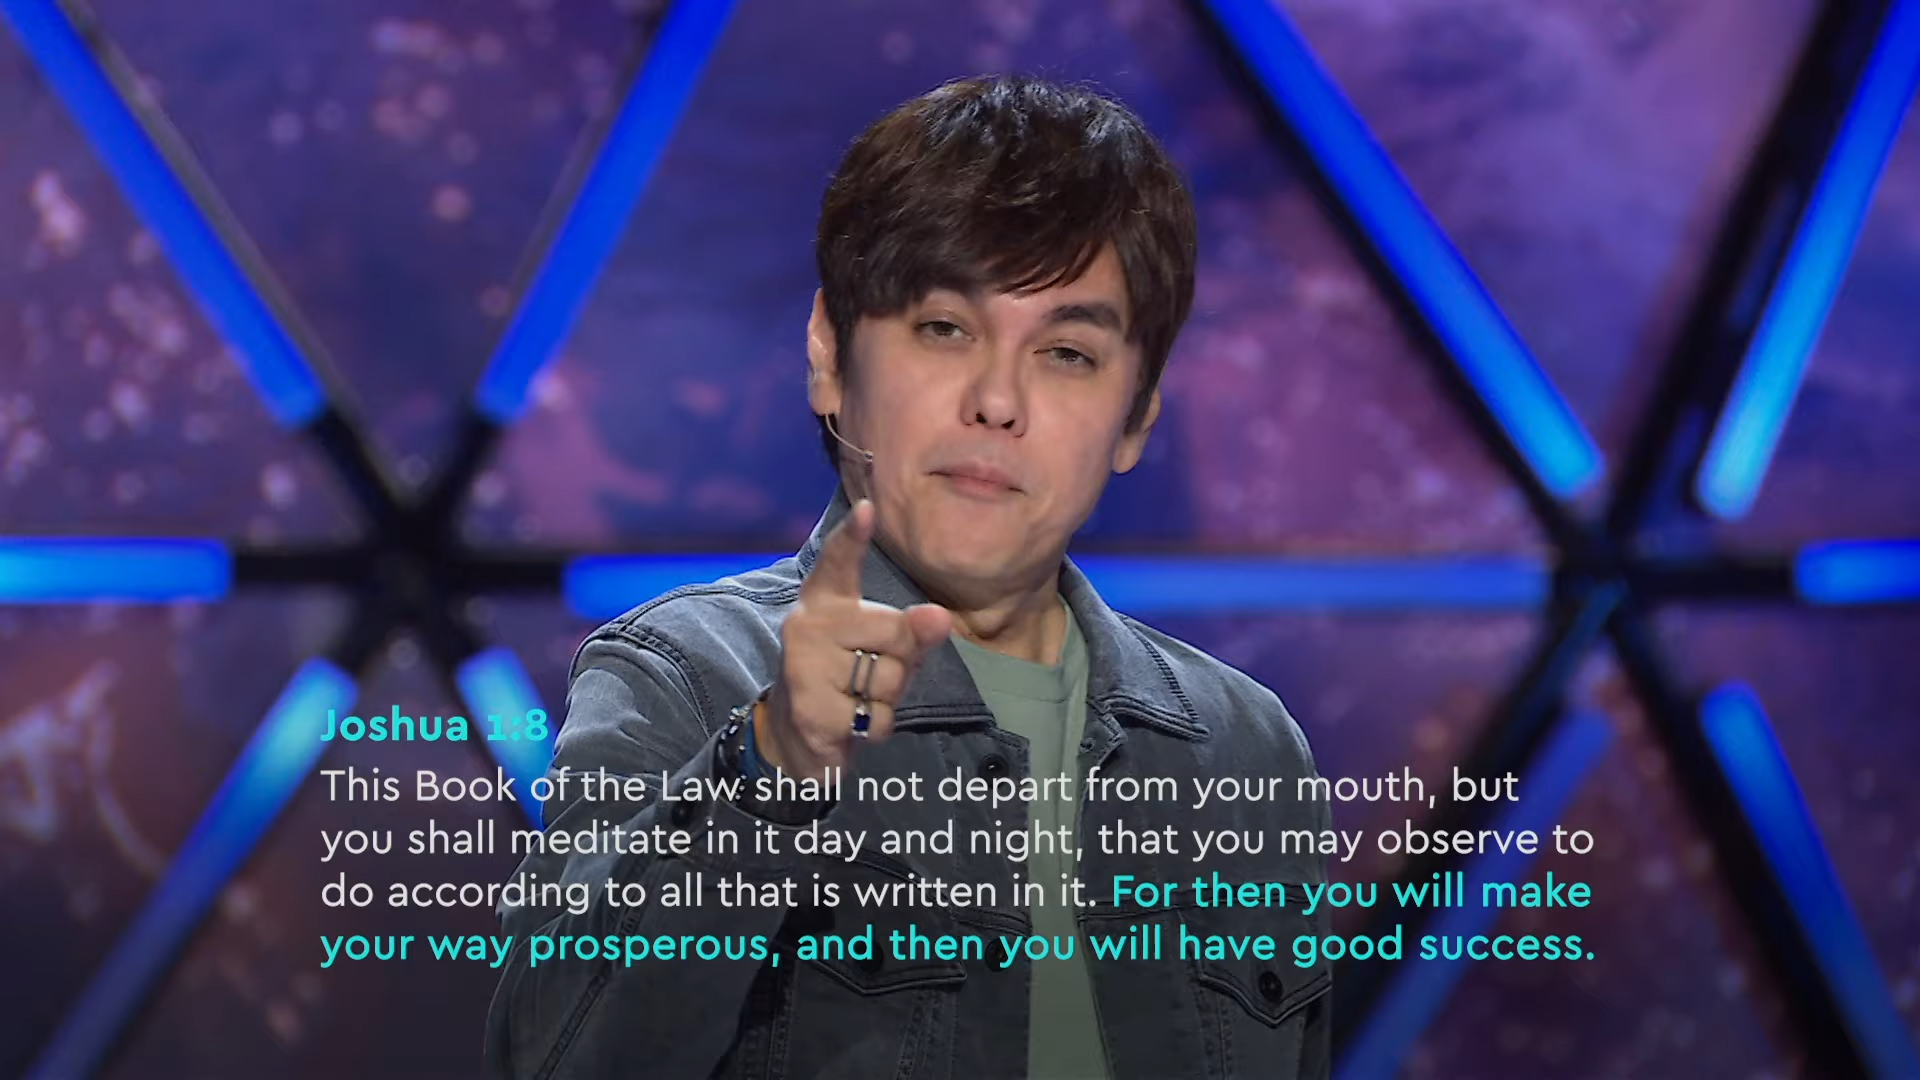 Joshua 1:8
This Book of the Law shall not depart from your mouth, but
you shall meditate in it day and night, that you may observe to
do according to all that is written in it. For then you will make
your way prosperous, and then you will have good success.